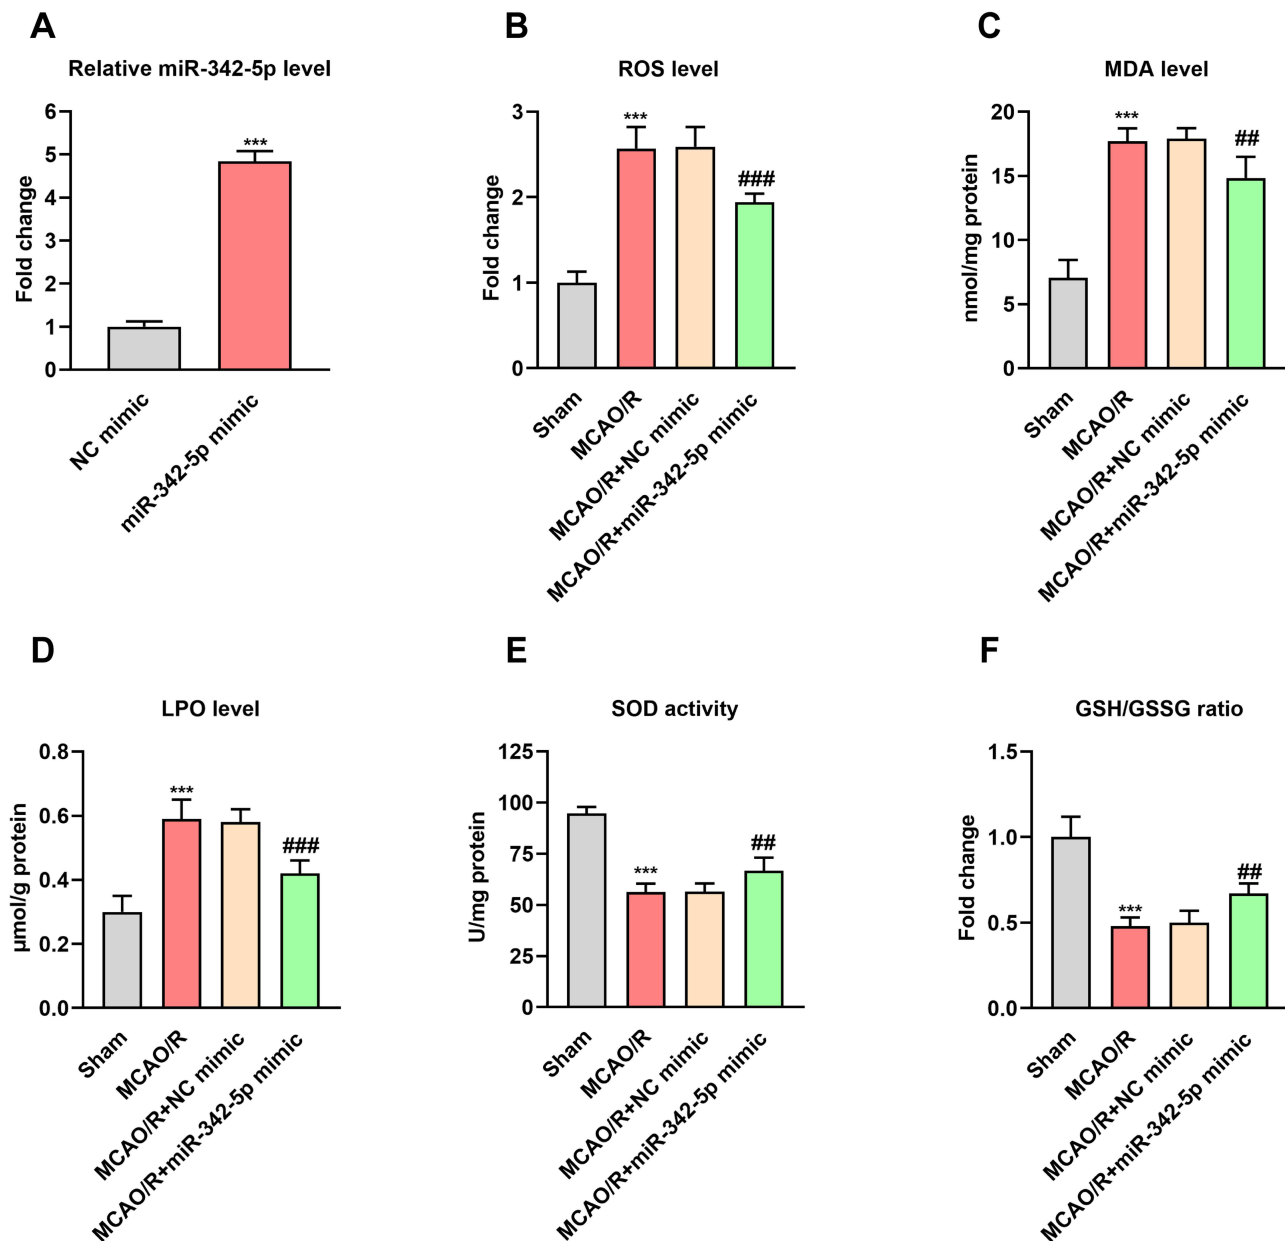 A
Relative miR-342-5p level
Fold change
6
5
4
3
2
1
0
***
NC mimic
miR-342-5p mimic
B
ROS level
Fold change
3
2
1
0
***
###
Sham
MCAO/R
MCAO/R+NC mimic
MCAO/R+miR-342-5p mimic
C
MDA level
nmol/mg protein
20
15
10
5
0
***
##
Sham
MCAO/R
MCAO/R+NC mimic
MCAO/R+miR-342-5p mimic
D
LPO level
μmol/g protein
0.8
0.6
0.4
0.2
0.0
***
###
Sham
MCAO/R
MCAO/R+NC mimic
MCAO/R+miR-342-5p mimic
E
SOD activity
U/mg protein
125
100
75
50
25
0
***
##
Sham
MCAO/R
MCAO/R+NC mimic
MCAO/R+miR-342-5p mimic
F
GSH/GSSG ratio
Fold change
1.5
1.0
0.5
0.0
***
##
Sham
MCAO/R
MCAO/R+NC mimic
MCAO/R+miR-342-5p mimic